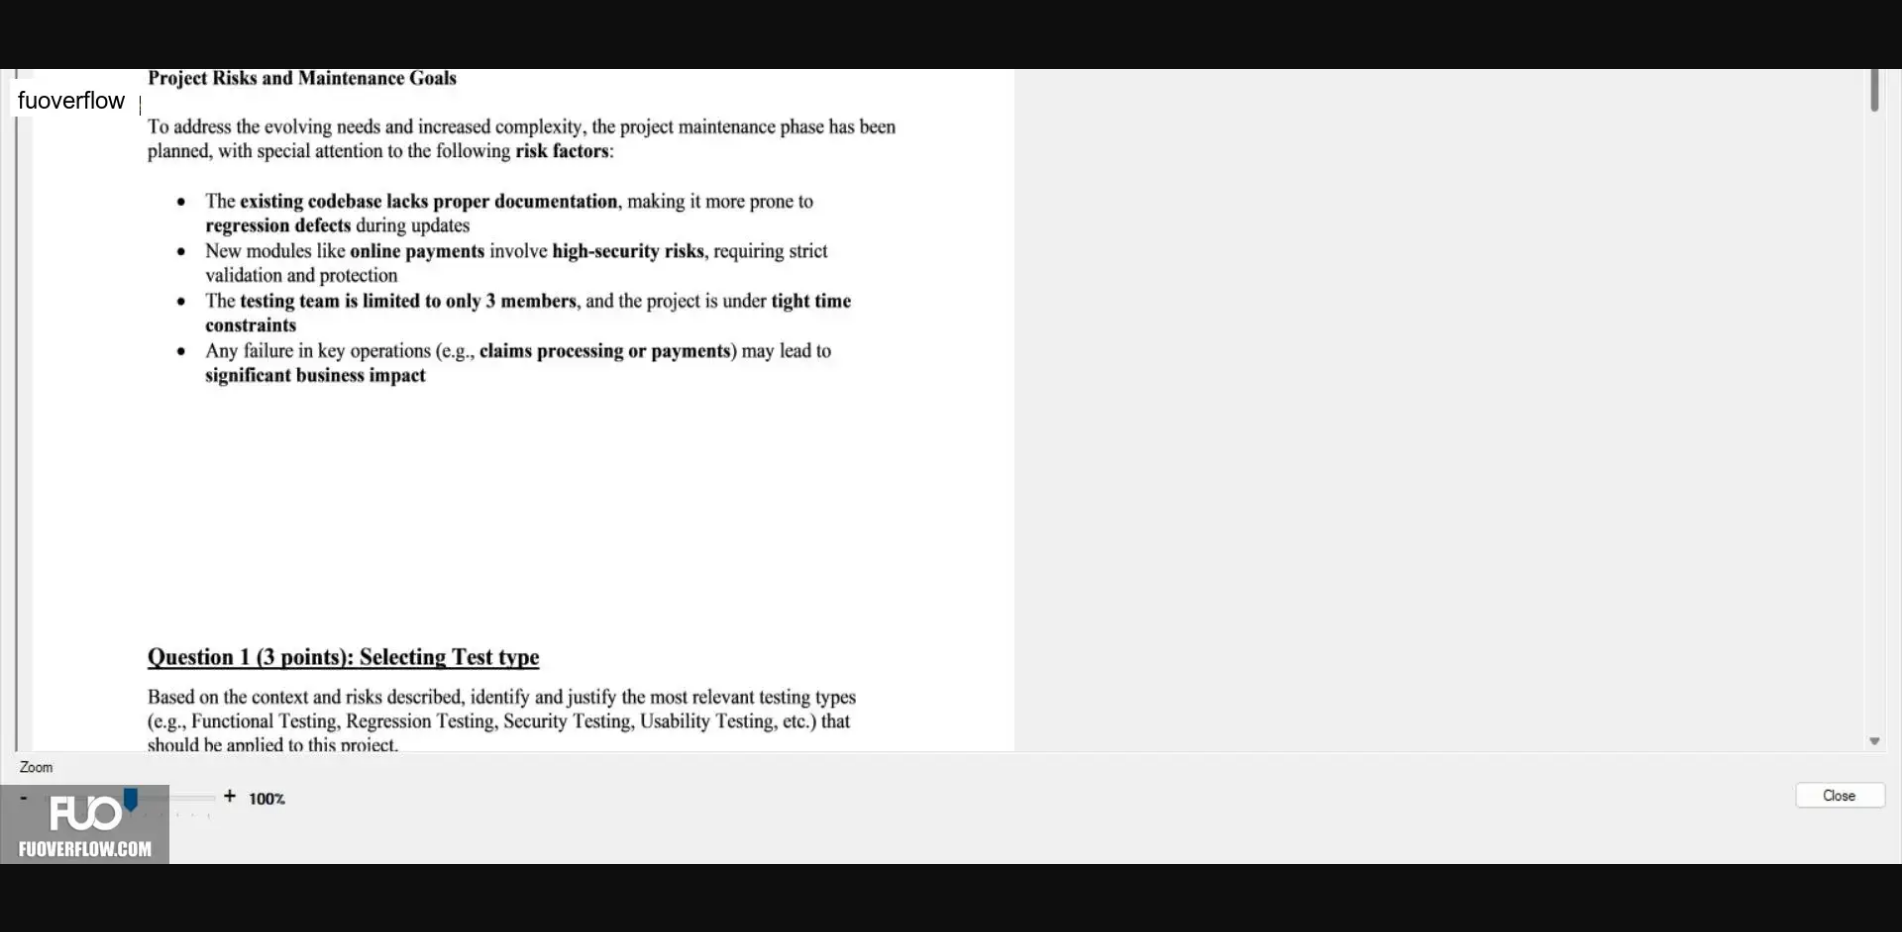 Project Risks and Maintenance Goals
fuoverflow
To address the evolving needs and increased complexity, the project maintenance phase has been
planned, with special attention to the following risk factors:
• The existing codebase lacks proper documentation, making it more prone to
regression defects during updates
• New modules like online payments involve high-security risks, requiring strict
validation and protection
• The testing team is limited to only 3 members, and the project is under tight time
constraints
• Any failure in key operations (e.g., claims processing or payments) may lead to
significant business impact
Question 1 (3 points): Selecting Test type
Based on the context and risks described, identify and justify the most relevant testing types
(e.g., Functional Testing, Regression Testing, Security Testing, Usability Testing, etc.) that
should be applied to this project.
Zoom
- + 100%
Close
FUO
FUOVERFLOW.COM